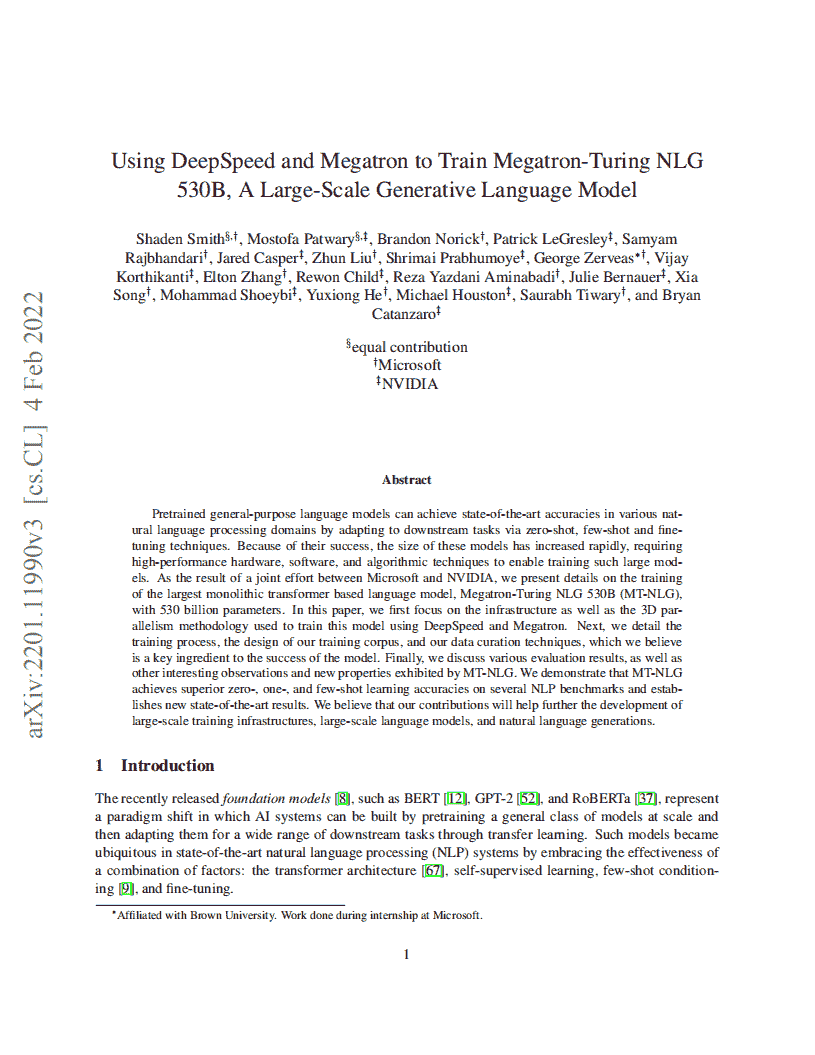 arXiv:2201.11990v3 [cs.CL] 4 Feb 2022
Using DeepSpeed and Megatron to Train Megatron-Turing NLG
530B, A Large-Scale Generative Language Model
Shaden Smith§,†, Mostofa Patwary§,‡, Brandon Norick†, Patrick LeGresley‡, Samyam
Rajbhandari†, Jared Casper‡, Zhun Liu†, Shrimai Prabhumoye‡, George Zerveas*†, Vijay
Korthikanti‡, Elton Zhang†, Rewon Child‡, Reza Yazdani Aminabadi†, Julie Bernauer‡, Xia
Song†, Mohammad Shoeybi‡, Yuxiong He†, Michael Houston‡, Saurabh Tiwary†, and Bryan
Catanzaro‡
§equal contribution
†Microsoft
‡NVIDIA
Abstract
Pretrained general-purpose language models can achieve state-of-the-art accuracies in various nat-
ural language processing domains by adapting to downstream tasks via zero-shot, few-shot and fine-
tuning techniques. Because of their success, the size of these models has increased rapidly, requiring
high-performance hardware, software, and algorithmic techniques to enable training such large mod-
els. As the result of a joint effort between Microsoft and NVIDIA, we present details on the training
of the largest monolithic transformer based language model, Megatron-Turing NLG 530B (MT-NLG),
with 530 billion parameters. In this paper, we first focus on the infrastructure as well as the 3D par-
allelism methodology used to train this model using DeepSpeed and Megatron. Next, we detail the
training process, the design of our training corpus, and our data curation techniques, which we believe
is a key ingredient to the success of the model. Finally, we discuss various evaluation results, as well as
other interesting observations and new properties exhibited by MT-NLG. We demonstrate that MT-NLG
achieves superior zero-, one-, and few-shot learning accuracies on several NLP benchmarks and estab-
lishes new state-of-the-art results. We believe that our contributions will help further the development of
large-scale training infrastructures, large-scale language models, and natural language generations.
1 Introduction
The recently released foundation models [8], such as BERT [12], GPT-2 [52], and RoBERTa [37], represent
a paradigm shift in which AI systems can be built by pretraining a general class of models at scale and
then adapting them for a wide range of downstream tasks through transfer learning. Such models became
ubiquitous in state-of-the-art natural language processing (NLP) systems by embracing the effectiveness of
a combination of factors: the transformer architecture [67], self-supervised learning, few-shot condition-
ing [9], and fine-tuning.
*Affiliated with Brown University. Work done during internship at Microsoft.
1